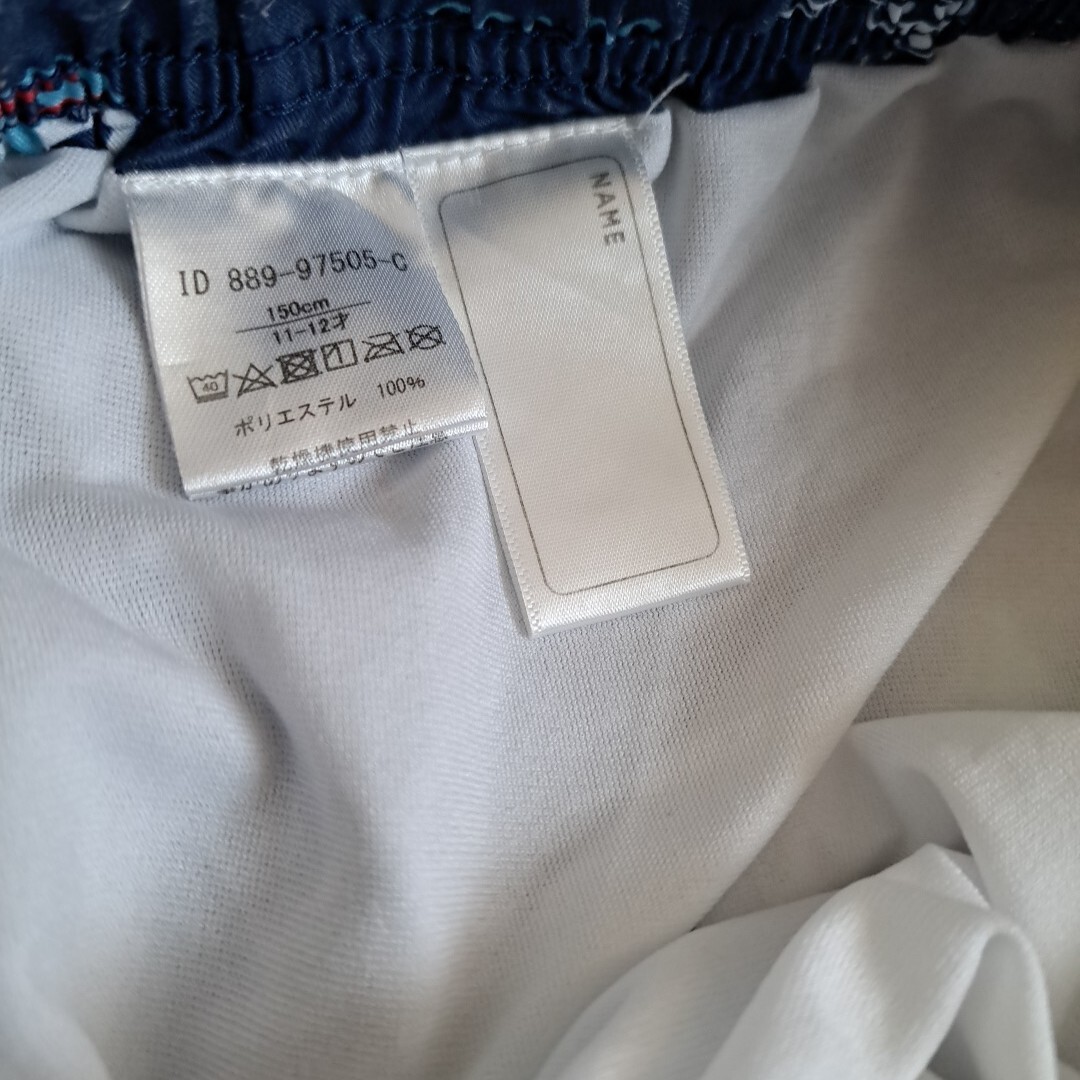 ID 889-97505-C
150cm
11-12才
40
ポリエステル 100%
乾燥機使用禁止
NAME